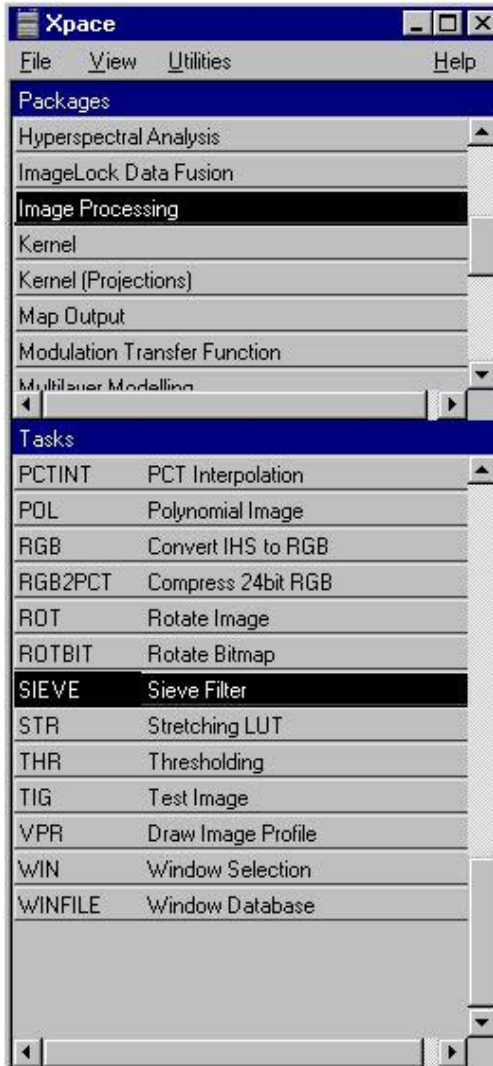 Xpace
File View Utilities Help
Packages
Hyperspectral Analysis
ImageLock Data Fusion
Image Processing
Kernel
Kernel (Projections)
Map Output
Modulation Transfer Function
Multilayer Modelling
Tasks
PCTINT PCT Interpolation
POL Polynomial Image
RGB Convert IHS to RGB
RGB2PCT Compress 24bit RGB
ROT Rotate Image
ROTBIT Rotate Bitmap
SIEVE Sieve Filter
STR Stretching LUT
THR Thresholding
TIG Test Image
VPR Draw Image Profile
WIN Window Selection
WINFILE Window Database